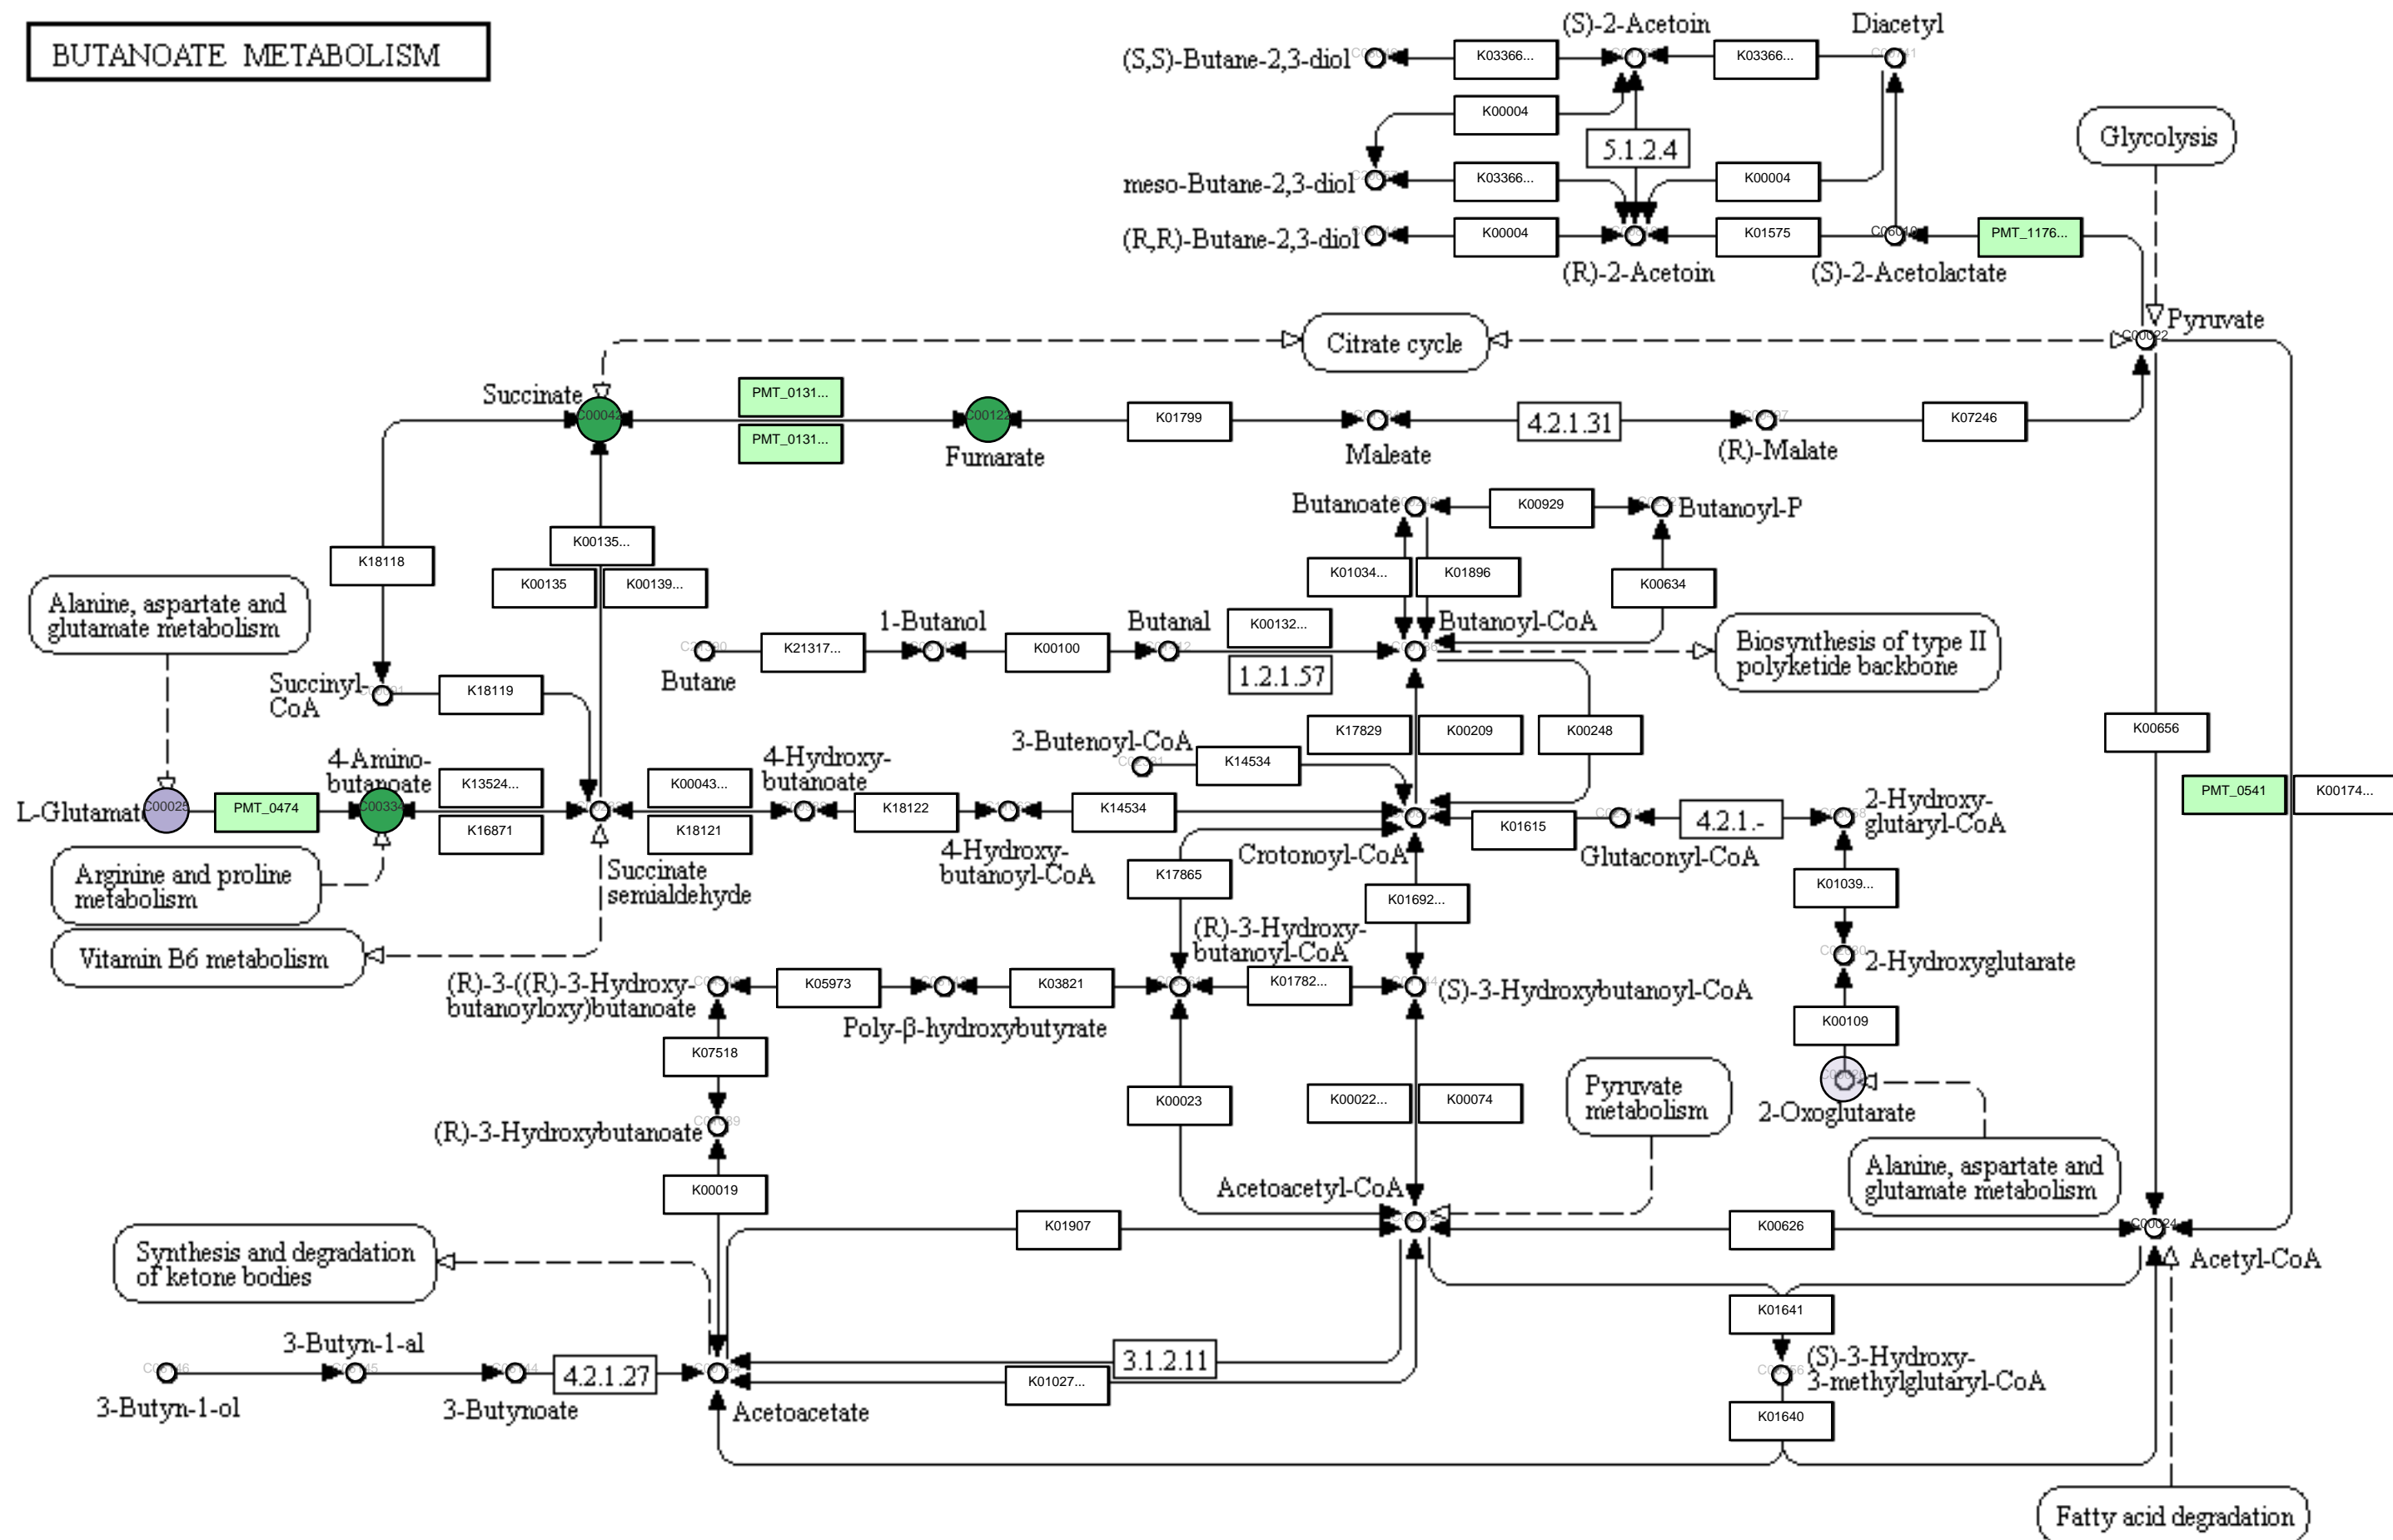 BUTANOATE METABOLISM
(S)-2-Acetoin
Diacetyl
(S,S)-Butane-2,3-diol
K03366...
K03366...
K00004
5.1.2.4
Glycolysis
meso-Butane-2,3-diol
K03366...
K00004
(R,R)-Butane-2,3-diol
K00004
K01575
PMT_1176...
(R)-2-Acetoin
(S)-2-Acetolactate
Pyruvate
C00022
Citrate cycle
Succinate
C00042
PMT_0131...
PMT_0131...
C00122
Fumarate
K01799
Maleate
4.2.1.31
(R)-Malate
K07246
Butanoate
K00929
Butanoyl-P
K18118
K00135...
K00135
K00139...
K01034...
K01896
K00634
Alanine, aspartate and
glutamate metabolism
1-Butanol
Butanal
K00132...
Butanoyl-CoA
Biosynthesis of type II
polyketide backbone
Butane
K21317...
K00100
1.2.1.57
Succinyl-
CoA
K18119
K17829
K00209
K00248
K00656
3-Butenoyl-CoA
K14534
4-Amino-
butanoate
4-Hydroxy-
butanoate
L-Glutamat
C00025
PMT_0474
C00334
K13524...
K16871
K00043...
K18121
K18122
K14534
K01615
4.2.1.-
2-Hydroxy-
glutaryl-CoA
PMT_0541
K00174...
Arginine and proline
metabolism
Succinate
semialdehyde
4-Hydroxy-
butanoyl-CoA
Crotonoyl-CoA
Glutaconyl-CoA
K17865
K01692...
K01039...
Vitamin B6 metabolism
(R)-3-Hydroxy-
butanoyl-CoA
2-Hydroxyglutarate
(R)-3-((R)-3-Hydroxy-
butanoyloxy)butanoate
K05973
K03821
K01782...
(S)-3-Hydroxybutanoyl-CoA
Poly-β-hydroxybutyrate
K00109
K07518
K00023
K00022...
K00074
Pyruvate
metabolism
2-Oxoglutarate
(R)-3-Hydroxybutanoate
Alanine, aspartate and
glutamate metabolism
K00019
Acetoacetyl-CoA
K01907
K00626
C00024
Acetyl-CoA
Synthesis and degradation
of ketone bodies
K01641
3-Butyn-1-al
4.2.1.27
3.1.2.11
K01027...
(S)-3-Hydroxy-
3-methylglutaryl-CoA
3-Butyn-1-ol
3-Butynoate
Acetoacetate
K01640
Fatty acid degradation